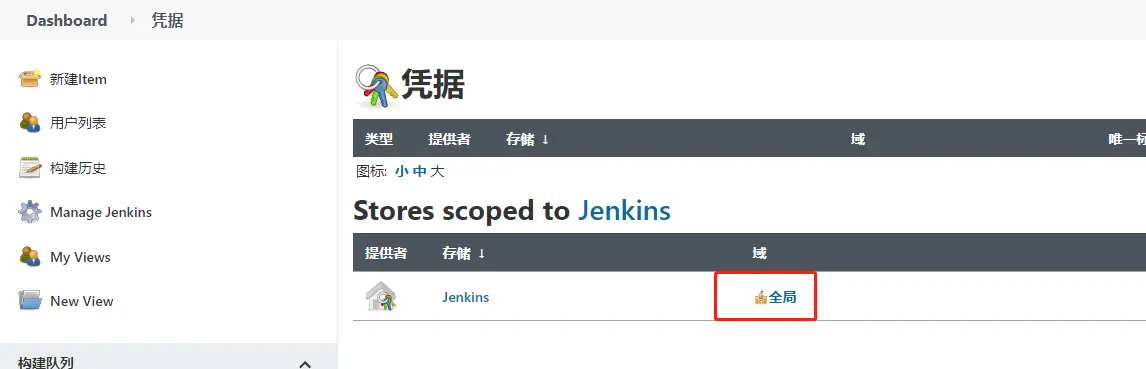 Dashboard 凭据
新建Item
用户列表
构建历史
Manage Jenkins
My Views
New View
构建队列
凭据
类型 提供者 存储 ↓ 域 唯一标
图标: 小 中 大
Stores scoped to Jenkins
提供者 存储 ↓ 域
Jenkins 全局